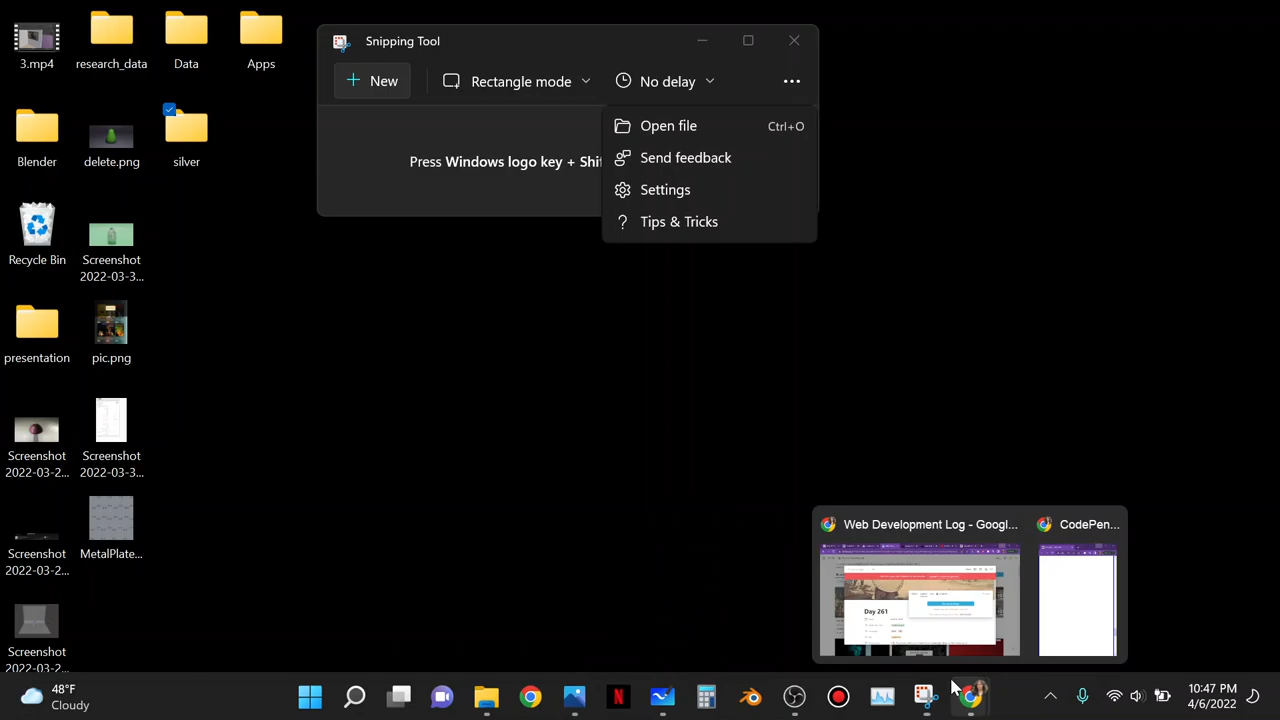 3.mp4
research_data
Data
Apps
Blender
delete.png
silver
Recycle Bin
Screenshot
2022-03-3...
presentation
pic.png
Screenshot
2022-03-2...
Screenshot
2022-03-3...
Screenshot
2022-03-2...
MetalPlate...
Screenshot
2022-03-2...
Snipping Tool
New
Rectangle mode
No delay
Press Windows logo key + Shif
Open file
Ctrl+O
Send feedback
Settings
Tips & Tricks
Web Development Log - Googl...
CodePen...
Day 261
48°F
Cloudy
10:47 PM
4/6/2022